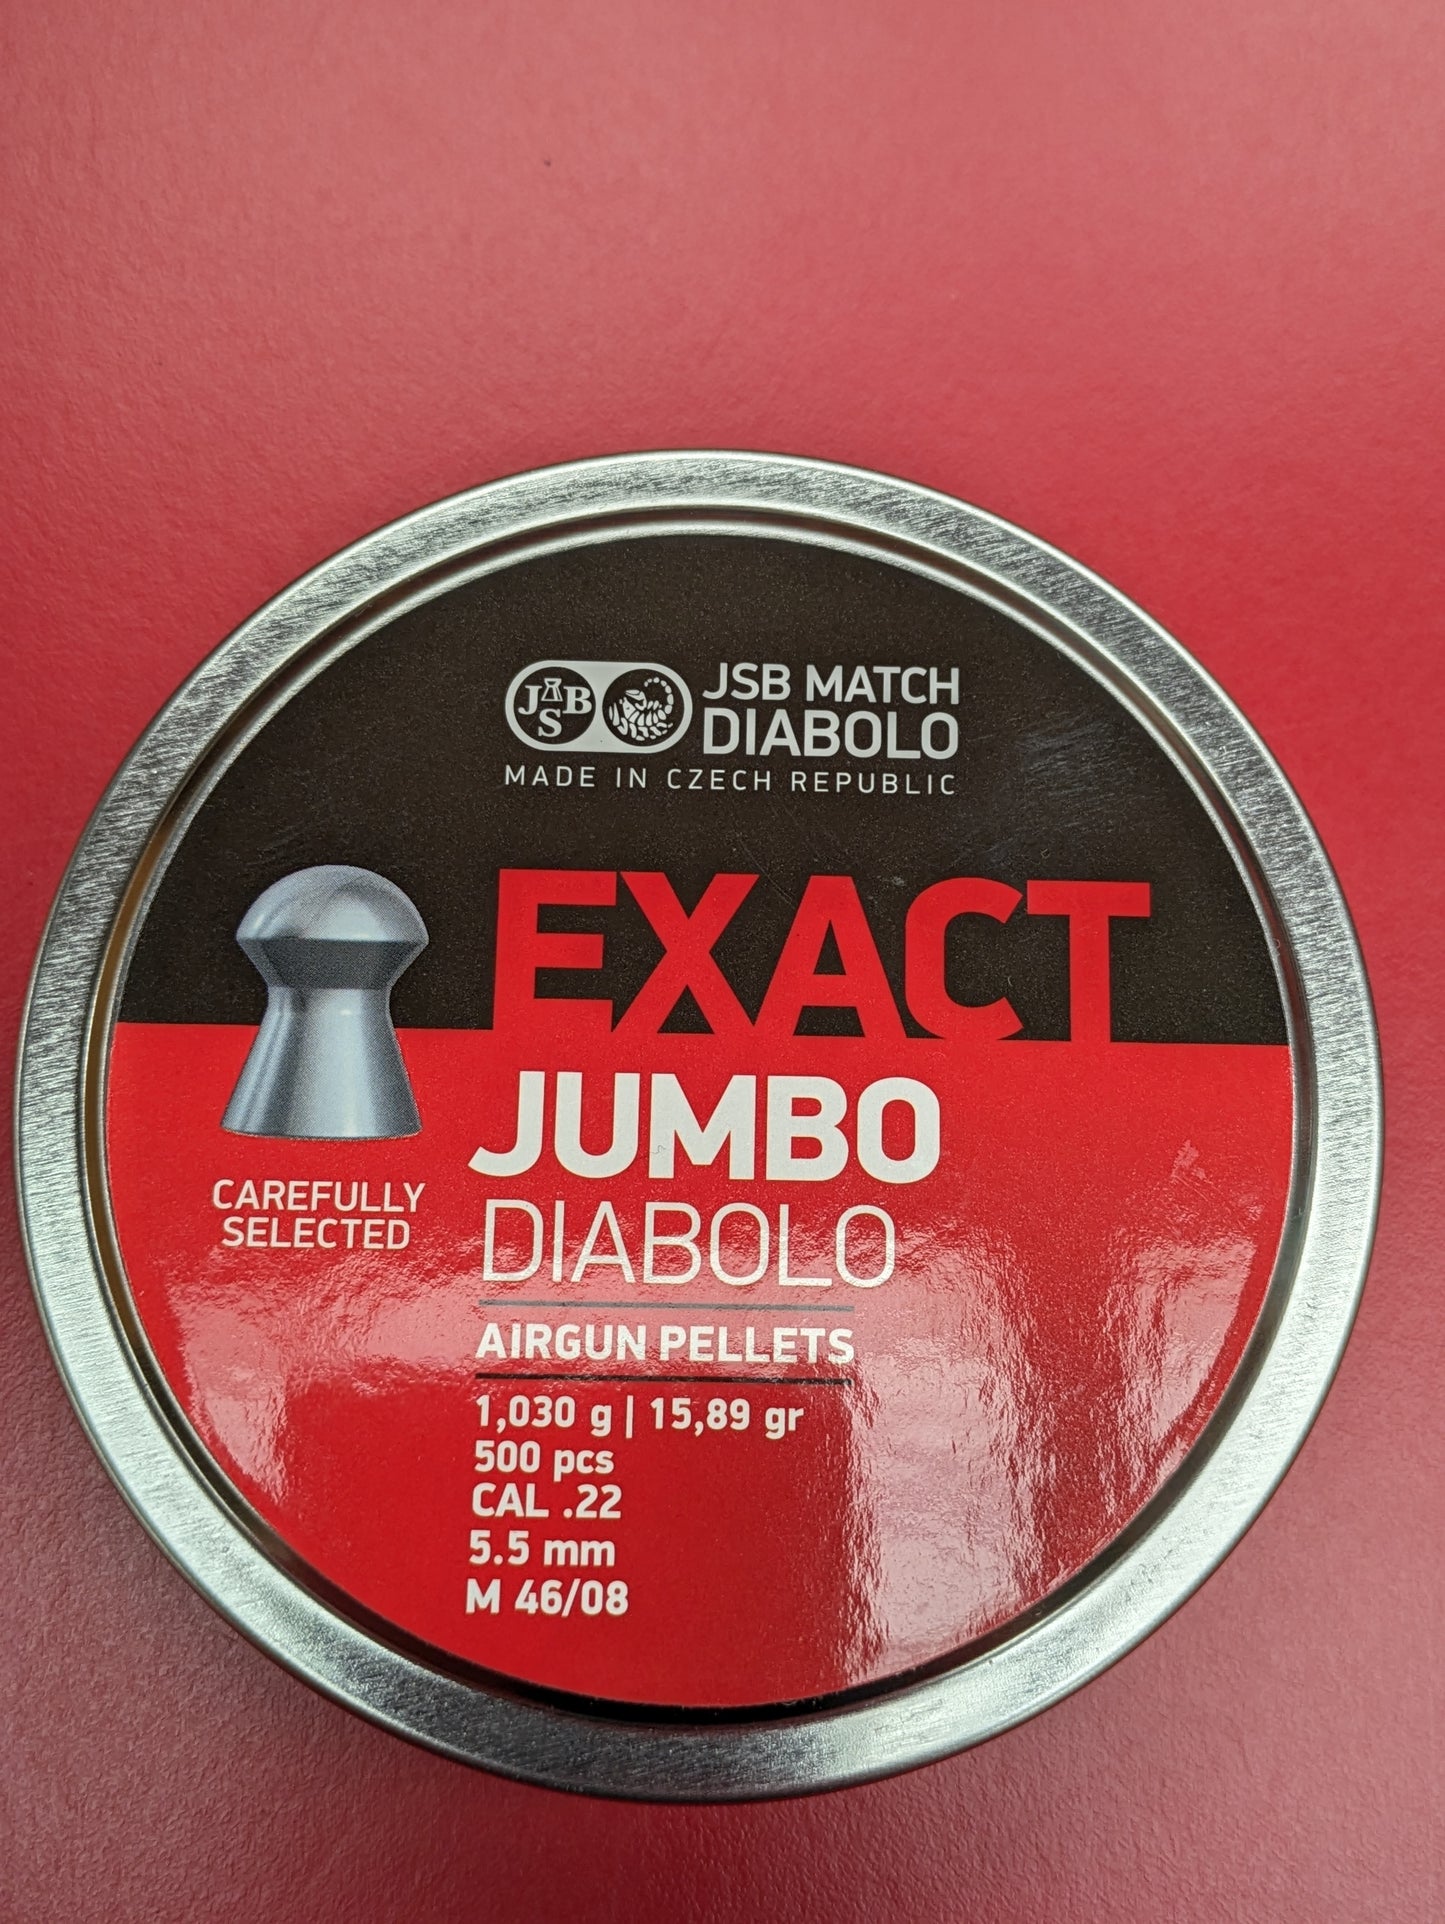 JSB
JSB MATCH
DIABOLO
MADE IN CZECH REPUBLIC
EXACT
JUMBO
DIABOLO
CAREFULLY
SELECTED
AIRGUN PELLETS
1,030 g | 15,89 gr
500 pcs
CAL .22
5.5 mm
M 46/08